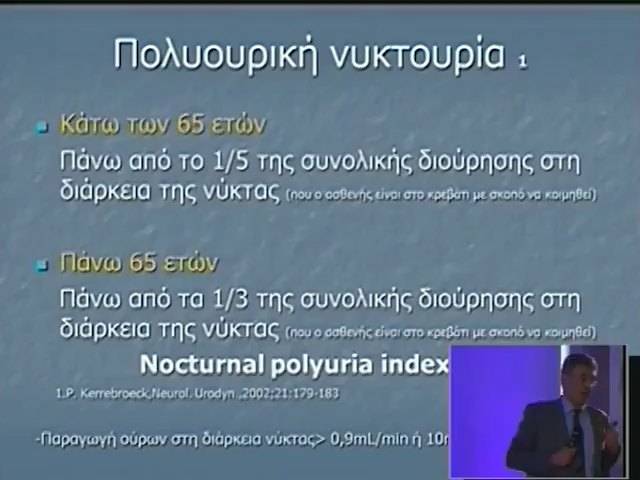 Πολυουρική νυκτουρία 1
Κάτω των 65 ετών
Πάνω από το 1/5 της συνολικής διούρησης στη
διάρκεια της νύκτας (που ο ασθενής είναι στο κρεβάτι με σκοπό να κοιμηθεί)
Πάνω 65 ετών
Πάνω από τα 1/3 της συνολικής διούρησης στη
διάρκεια της νύκτας (που ο ασθενής είναι στο κρεβάτι με σκοπό να κοιμηθεί)
Nocturnal polyuria index
1.P. Kerrebroeck,Neurol. Urodyn .,2002;21:179-183
-Παραγωγή ούρων στη διάρκεια νύκτας> 0,9mL/min ή